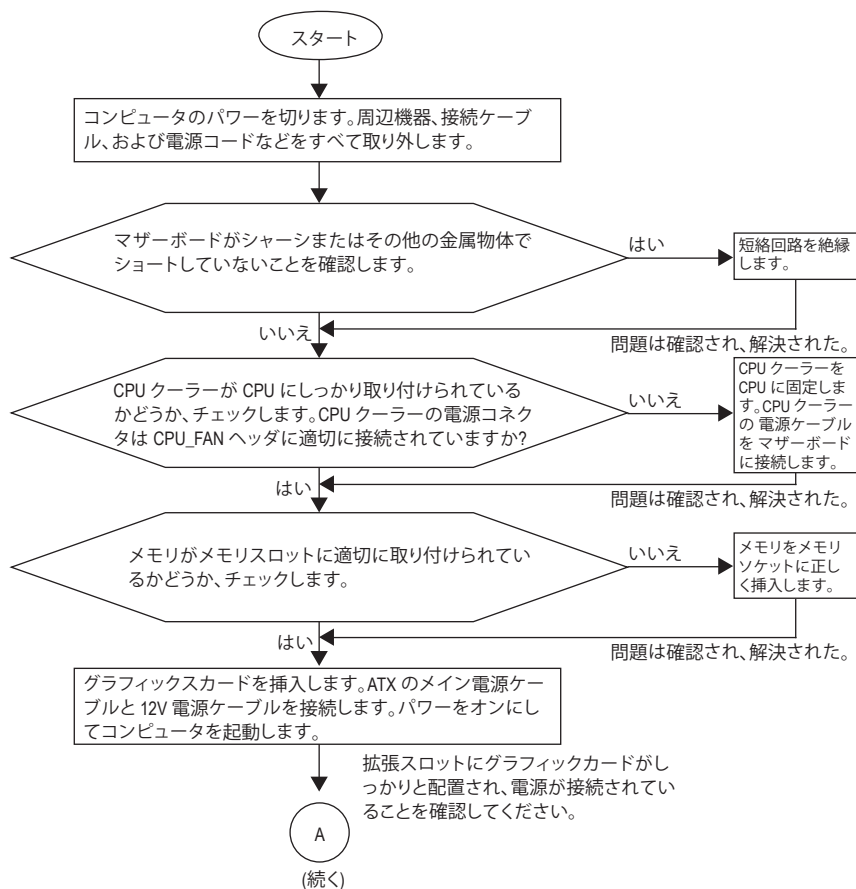 スタート
コンピュータのパワーを切ります。周辺機器、接続ケーブ
ル、および電源コードなどをすべて取り外します。
マザーボードがシャーシまたはその他の金属物体で
ショートしていないことを確認します。
はい
短絡回路を絶縁
します。
いいえ
問題は確認され、解決された。
CPU クーラーが CPU にしっかり取り付けられている
かどうか、チェックします。CPU クーラーの電源コネク
タは CPU_FAN ヘッダに適切に接続されていますか?
いいえ
CPU クーラーを
CPU に固定しま
す。CPU クーラー
の 電源ケーブル
を マザーボード
に接続します。
はい
問題は確認され、解決された。
メモリがメモリスロットに適切に取り付けられてい
るかどうか、チェックします。
いいえ
メモリをメモリ
ソケットに正し
く挿入します。
はい
問題は確認され、解決された。
グラフィックスカードを挿入します。ATX のメイン電源ケー
ブルと 12V 電源ケーブルを接続します。パワーをオンにし
てコンピュータを起動します。
拡張スロットにグラフィックカードがし
っかりと配置され、電源が接続されてい
ることを確認してください。
A
(続く)